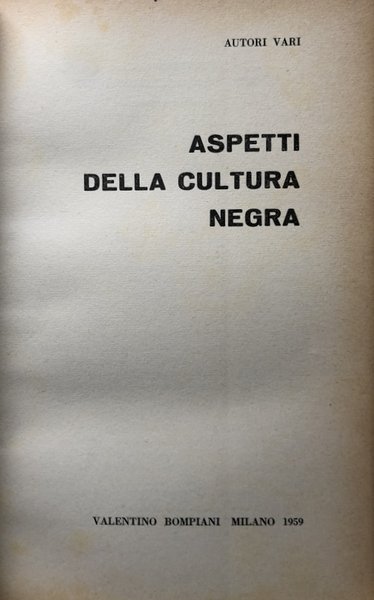 AUTORI VARI
ASPETTI
DELLA CULTURA
NEGRA
VALENTINO BOMPIANI MILANO 1959